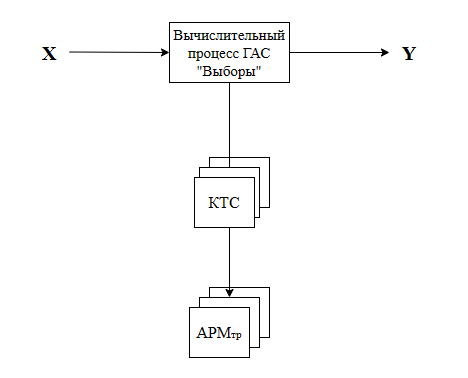 X
Вычислительный
процесс ГАС
"Выборы"
Y
КТС
АРМтр